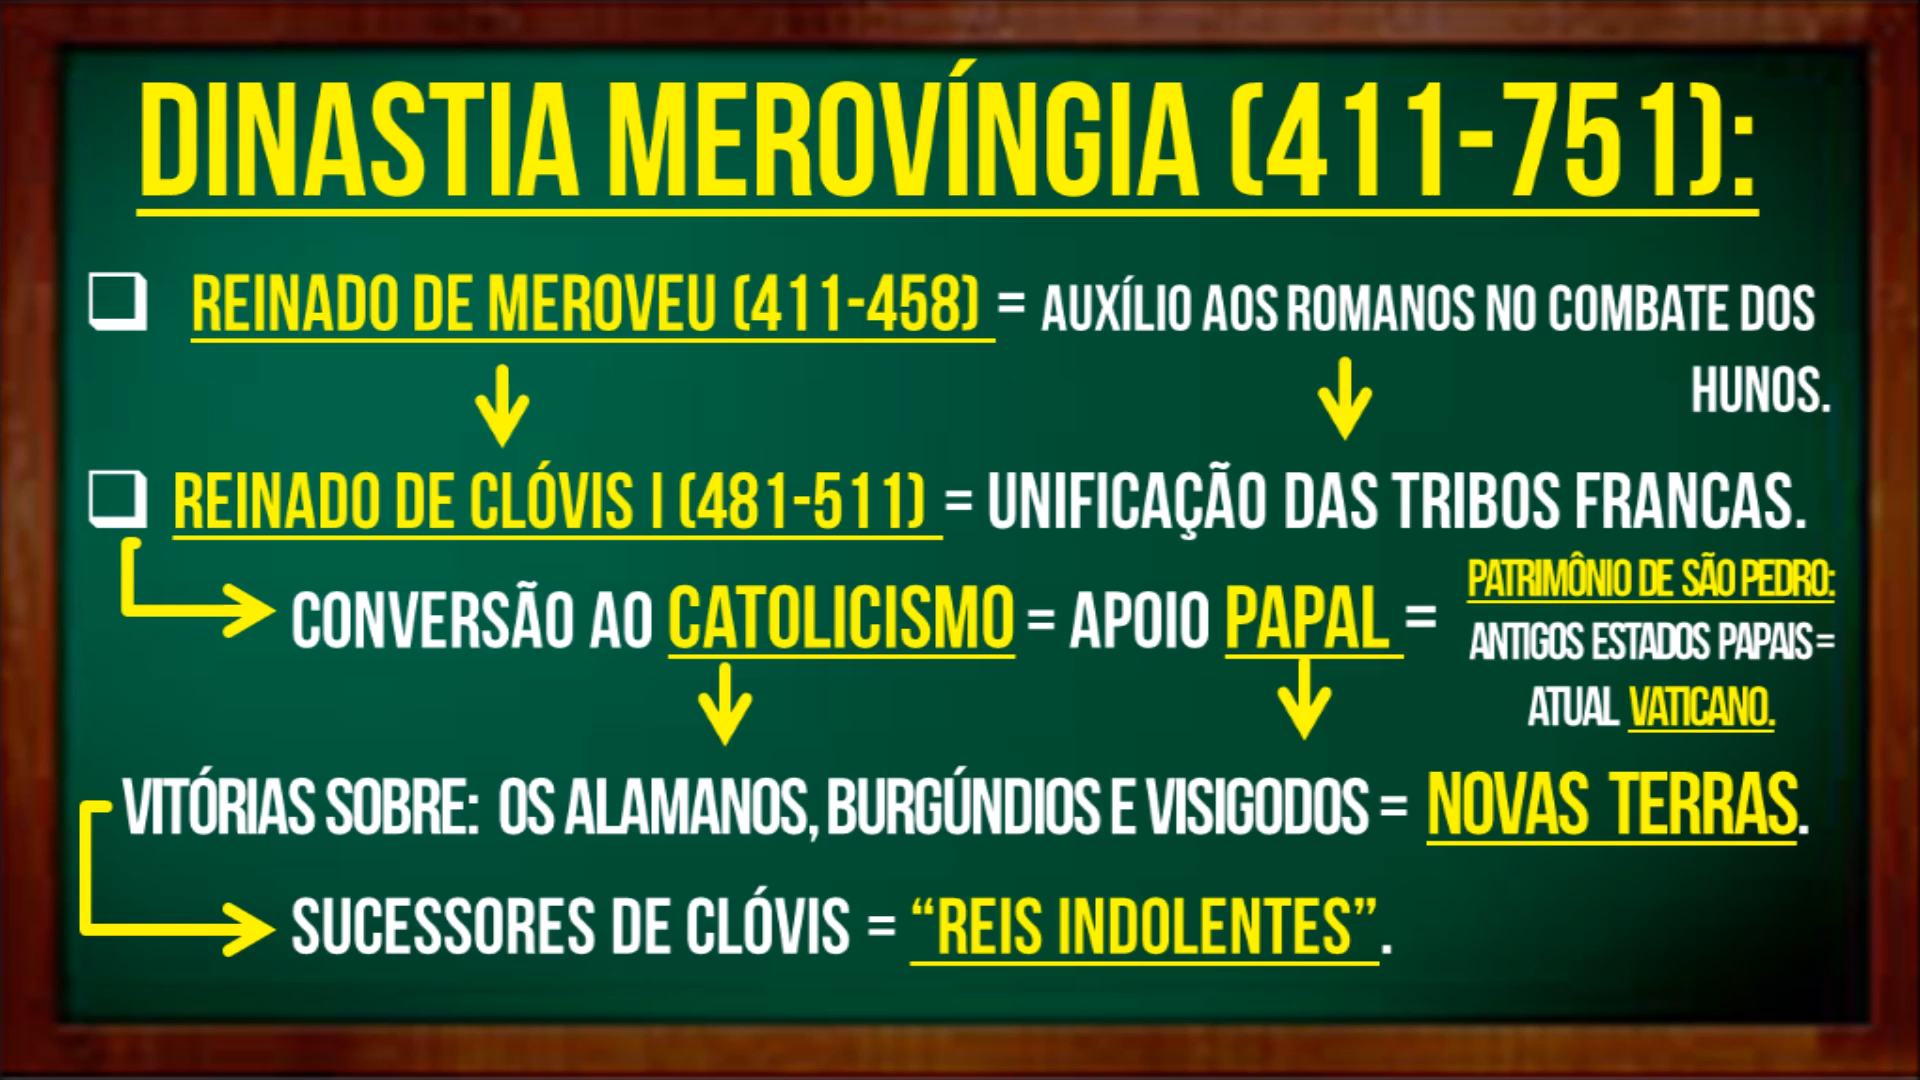 DINASTIA MEROVÍNGIA (411-751):
REINADO DE MEROVEU (411-458) = AUXÍLIO AOS ROMANOS NO COMBATE DOS
HUNOS.
REINADO DE CLÓVIS I (481-511) = UNIFICAÇÃO DAS TRIBOS FRANCAS.
CONVERSÃO AO CATOLICISMO = APOIO PAPAL =
PATRIMÔNIO DE SÃO PEDRO:
ANTIGOS ESTADOS PAPAIS =
ATUAL VATICANO.
VITÓRIAS SOBRE: OS ALAMANOS, BURGÚNDIOS E VISIGODOS = NOVAS TERRAS.
SUCESSORES DE CLÓVIS = “REIS INDOLENTES”.